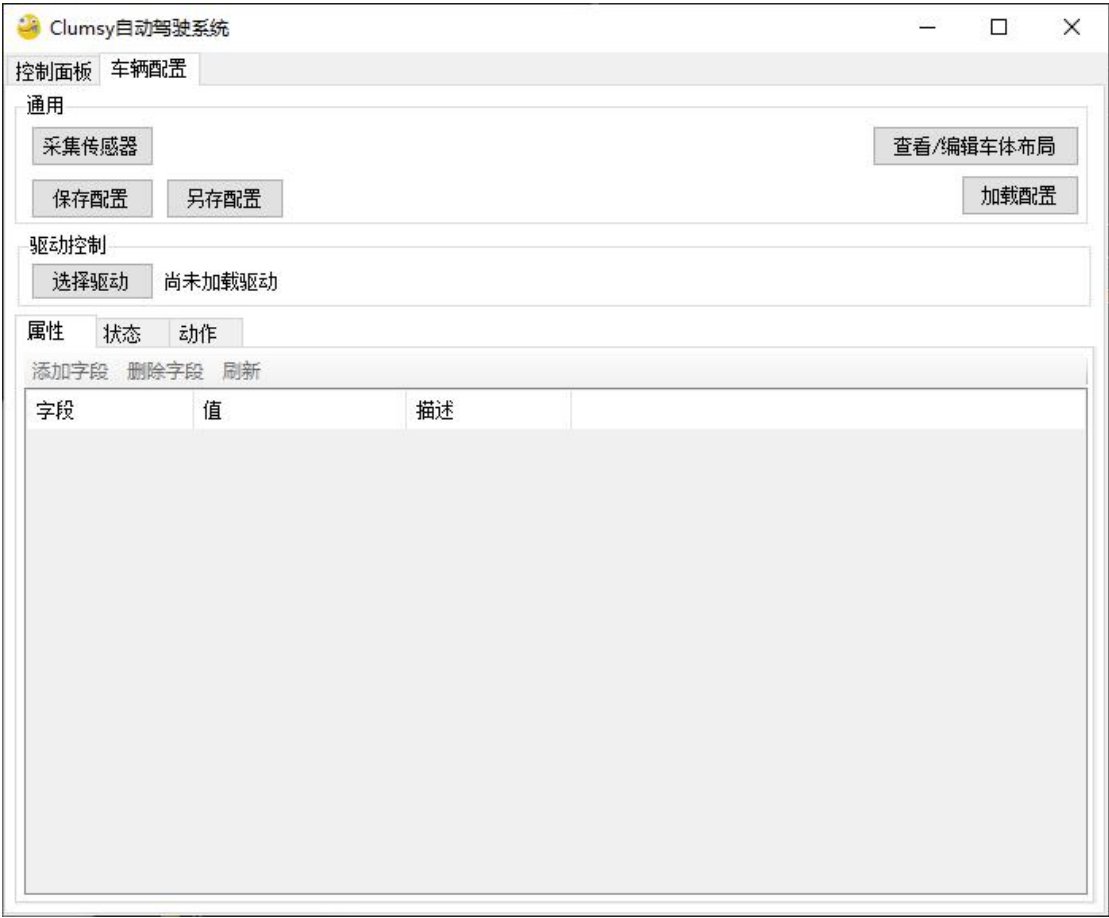 Clumsy自动驾驶系统
控制面板 车辆配置
通用
采集传感器 查看/编辑车体布局
保存配置 另存配置 加载配置
驱动控制
选择驱动 尚未加载驱动
属性 状态 动作
添加字段 删除字段 刷新
字段 值 描述